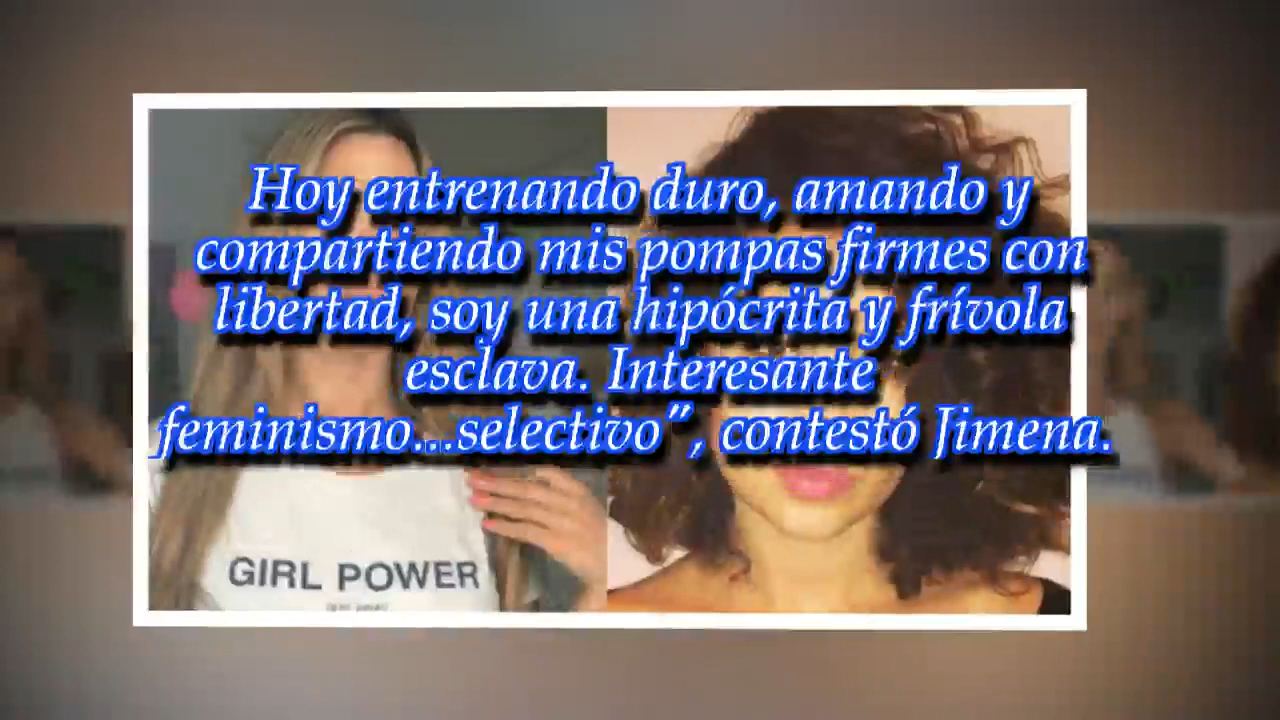 Hoy entrenando duro, amando y
compartiendo mis pompas firmes con
libertad, soy una hipócrita y frívola
esclava. Interesante
feminismo...selectivo”, contestó Jimena.
GIRL POWER